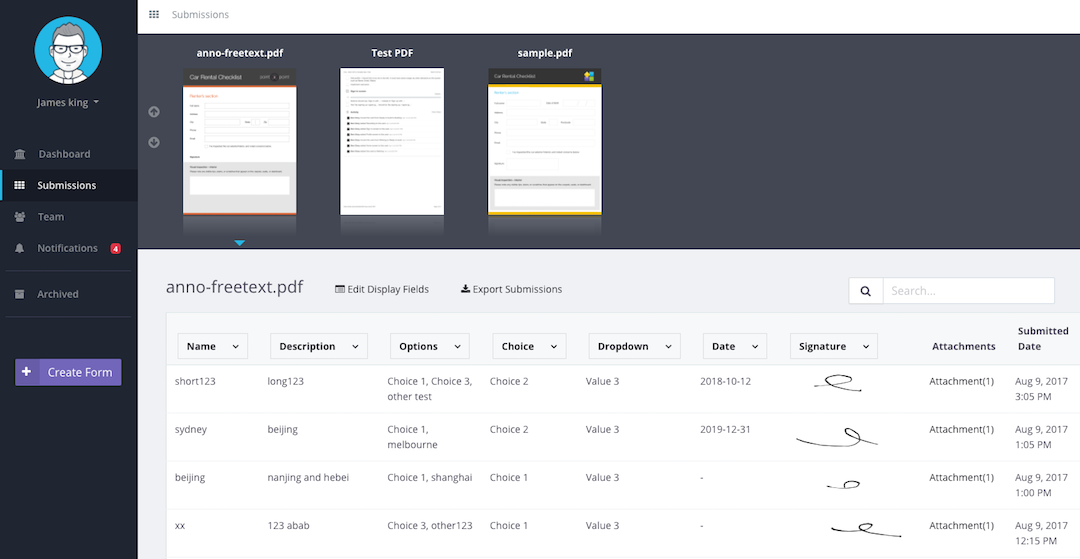 Submissions
James king
Dashboard
Submissions
Team
Notifications 4
Archived
+ Create Form
anno-freetext.pdf
Test PDF
sample.pdf
Car Rental Checklist
Car Rental Checklist
anno-freetext.pdf
Edit Display Fields
Export Submissions
Search...
Name Description Options Choice Dropdown Date Signature Attachments Submitted
Date
short123 long123 Choice 1, Choice 3, Choice 2 Value 3 2018-10-12 Attachment(1) Aug 9, 2017
other test 3:05 PM
sydney beijing Choice 1, Choice 2 Value 3 2019-12-31 Attachment(1) Aug 9, 2017
melbourne 1:05 PM
beijing nanjing and hebei Choice 1, shanghai Choice 1 Value 3 - Attachment(1) Aug 9, 2017
1:00 PM
xx 123 abab Choice 3, other123 Choice 1 Value 3 - Attachment(1) Aug 9, 2017
12:15 PM